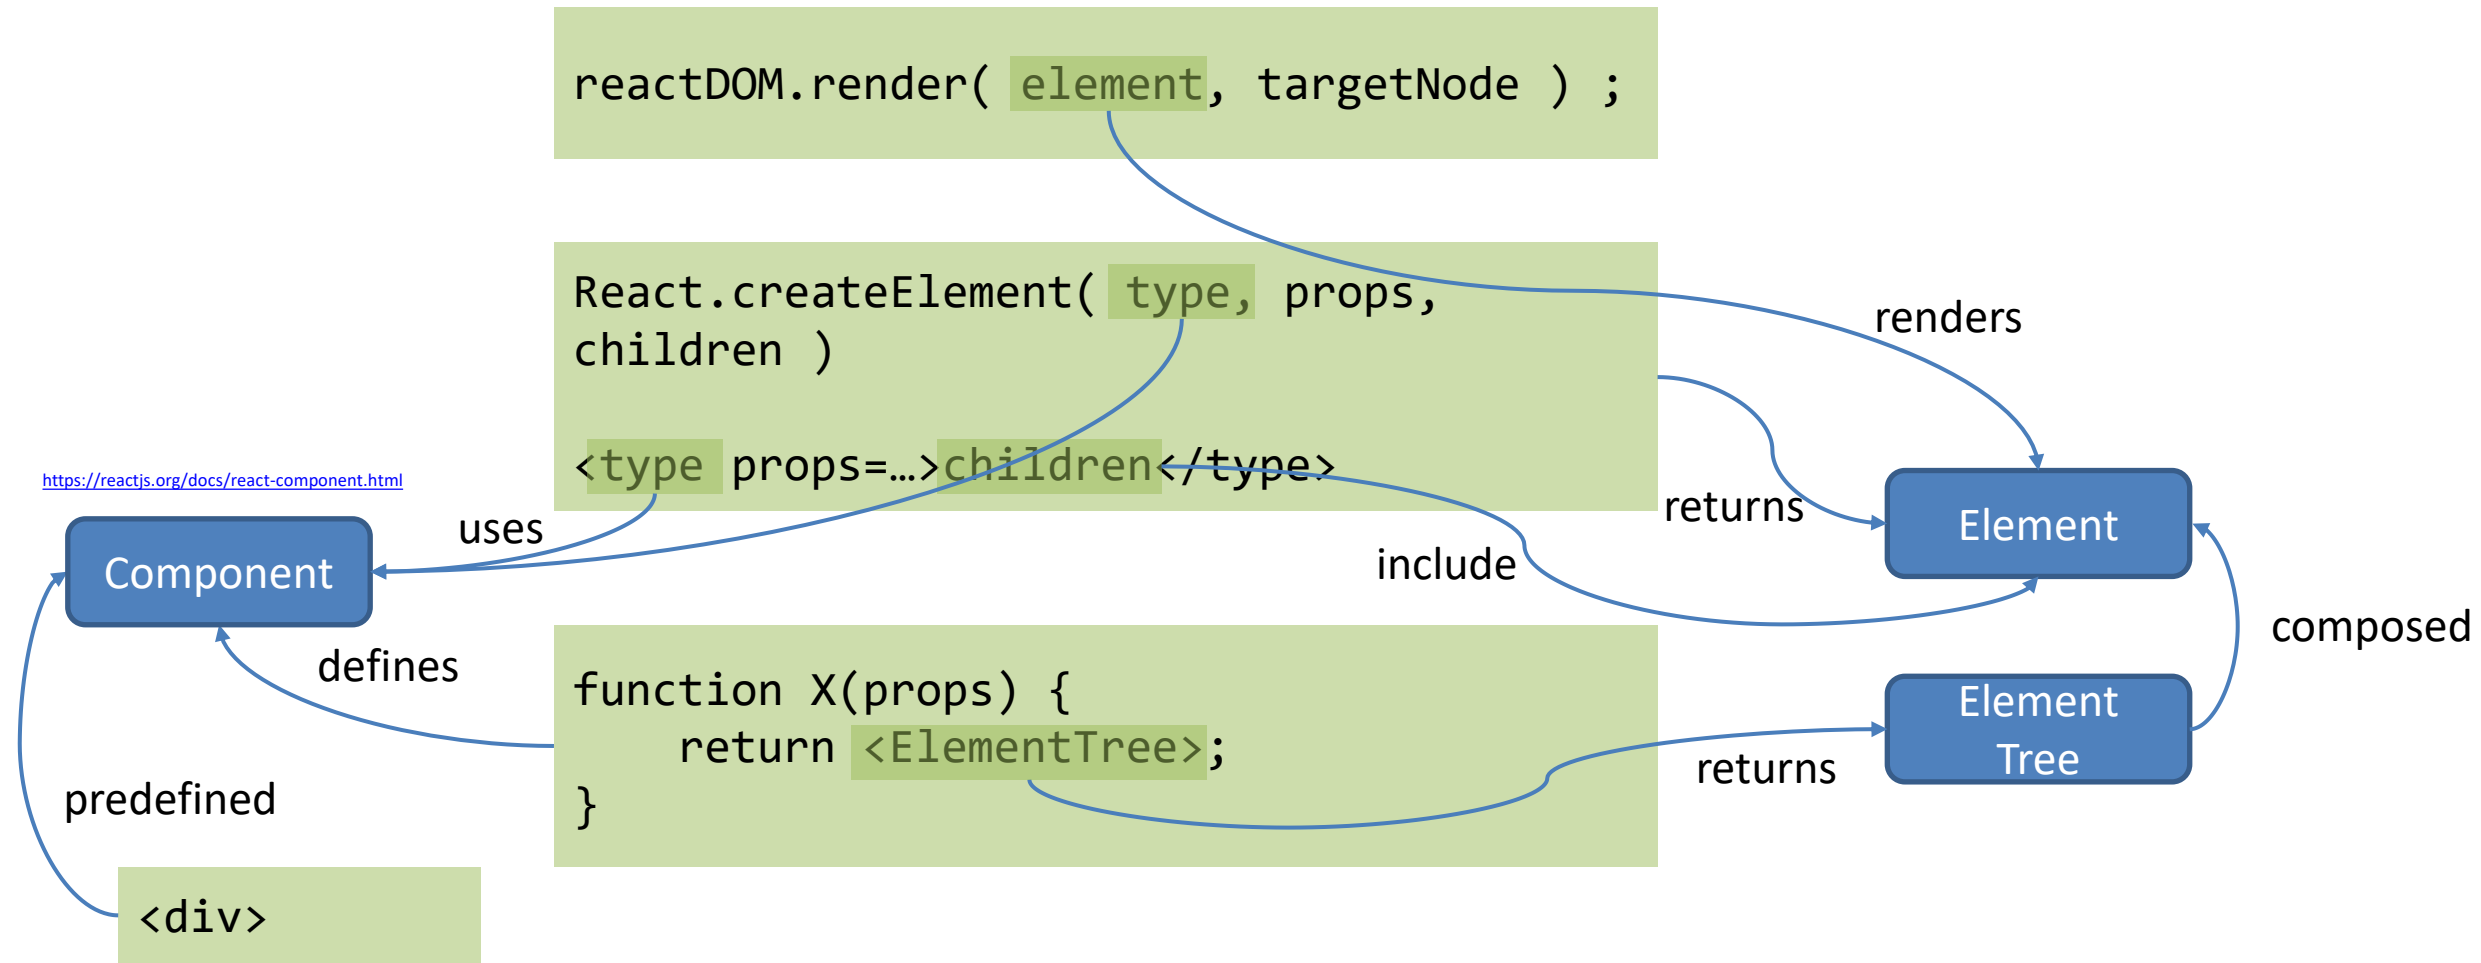 reactDOM.render( element, targetNode ) ;
React.createElement( type, props,
children )
renders
<type props=…>children</type>
https://reactjs.org/docs/react-component.html
uses
returns
Element
Component
include
composed
defines
function X(props) {
return <ElementTree>;
}
returns
Element
Tree
predefined
<div>